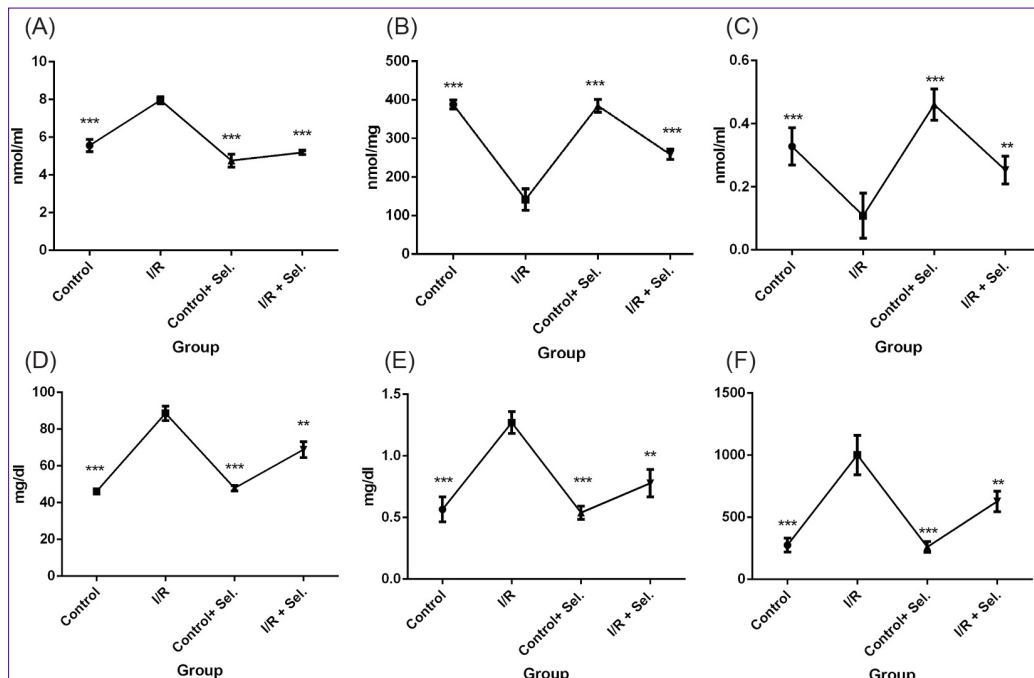 (A)
10
8
6
4
2
0
nmol/ml
***
***
***
Control
I/R
Control+ Sel.
I/R + Sel.
Group
(B)
500
400
300
200
100
0
nmol/mg
***
***
***
Control
I/R
Control+ Sel.
I/R + Sel.
Group
(C)
0.6
0.4
0.2
0.0
nmol/ml
***
***
**
Control
I/R
Control+ Sel.
I/R + Sel.
Group
(D)
100
80
60
40
20
0
mg/dl
***
***
**
Control
I/R
Control+ Sel.
I/R + Sel.
Group
(E)
1.5
1.0
0.5
0.0
mg/dl
***
***
**
Control
I/R
Control+ Sel.
I/R + Sel.
Group
(F)
1500
1000
500
0
***
***
**
Control
I/R
Control+ Sel.
I/R + Sel.
Group